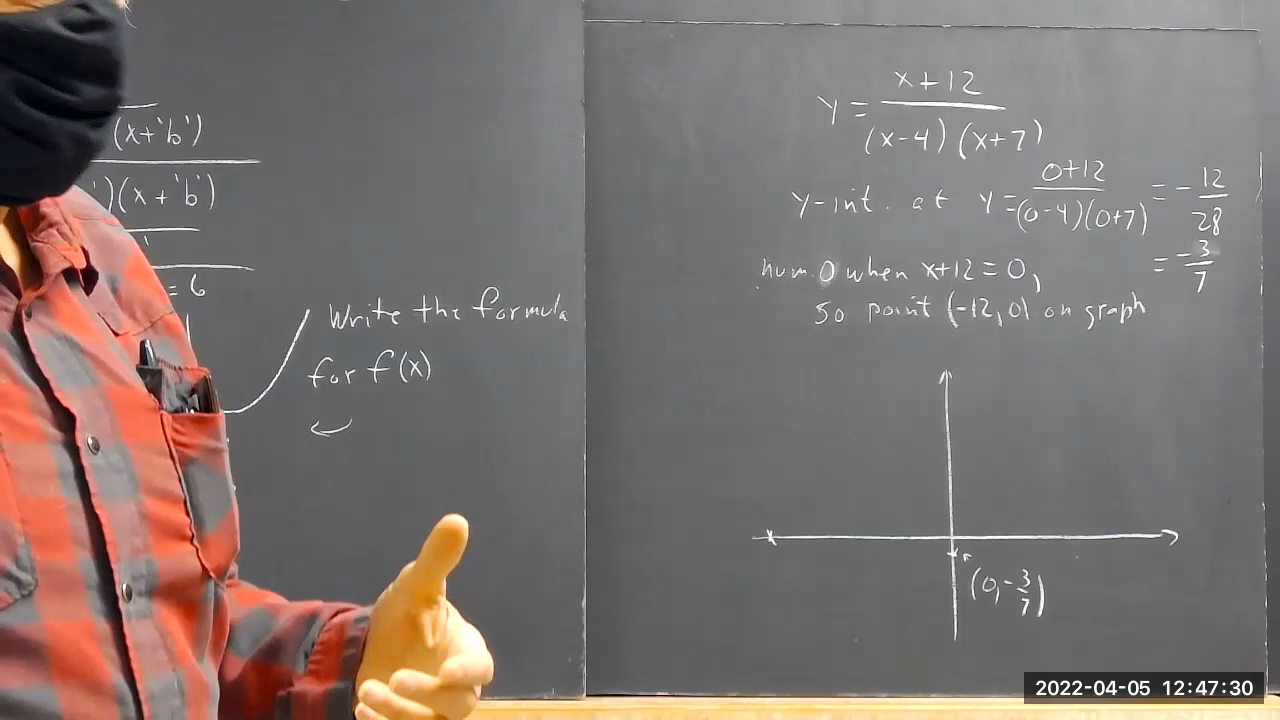 (x+'b')
')(x+'b')
'
= 6
Write the formula
for f(x)
y = x+12 / (x-4)(x+7)
y-int. at y = 0+12 / (0-4)(0+7) = -12/28
= -3/7
num. 0 when x+12=0,
so point (-12,0) on graph
(0,-3/7)
2022-04-05 12:47:30